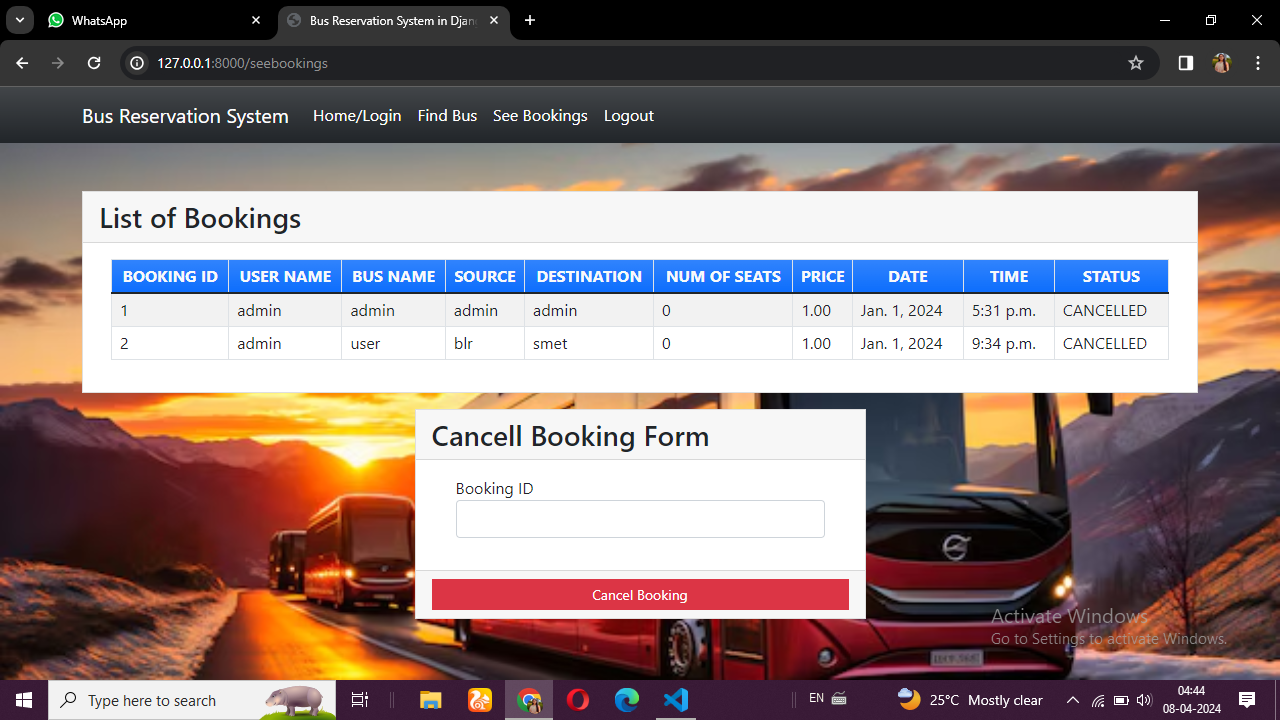 WhatsApp
Bus Reservation System in Djan
127.0.0.1:8000/seebookings
Bus Reservation System Home/Login Find Bus See Bookings Logout
List of Bookings
BOOKING ID USER NAME BUS NAME SOURCE DESTINATION NUM OF SEATS PRICE DATE TIME STATUS
1 admin admin admin admin 0 1.00 Jan. 1, 2024 5:31 p.m. CANCELLED
2 admin user blr smet 0 1.00 Jan. 1, 2024 9:34 p.m. CANCELLED
Cancell Booking Form
Booking ID
Cancel Booking
Activate Windows
Go to Settings to activate Windows.
Type here to search
EN
25°C Mostly clear
04:44
08-04-2024